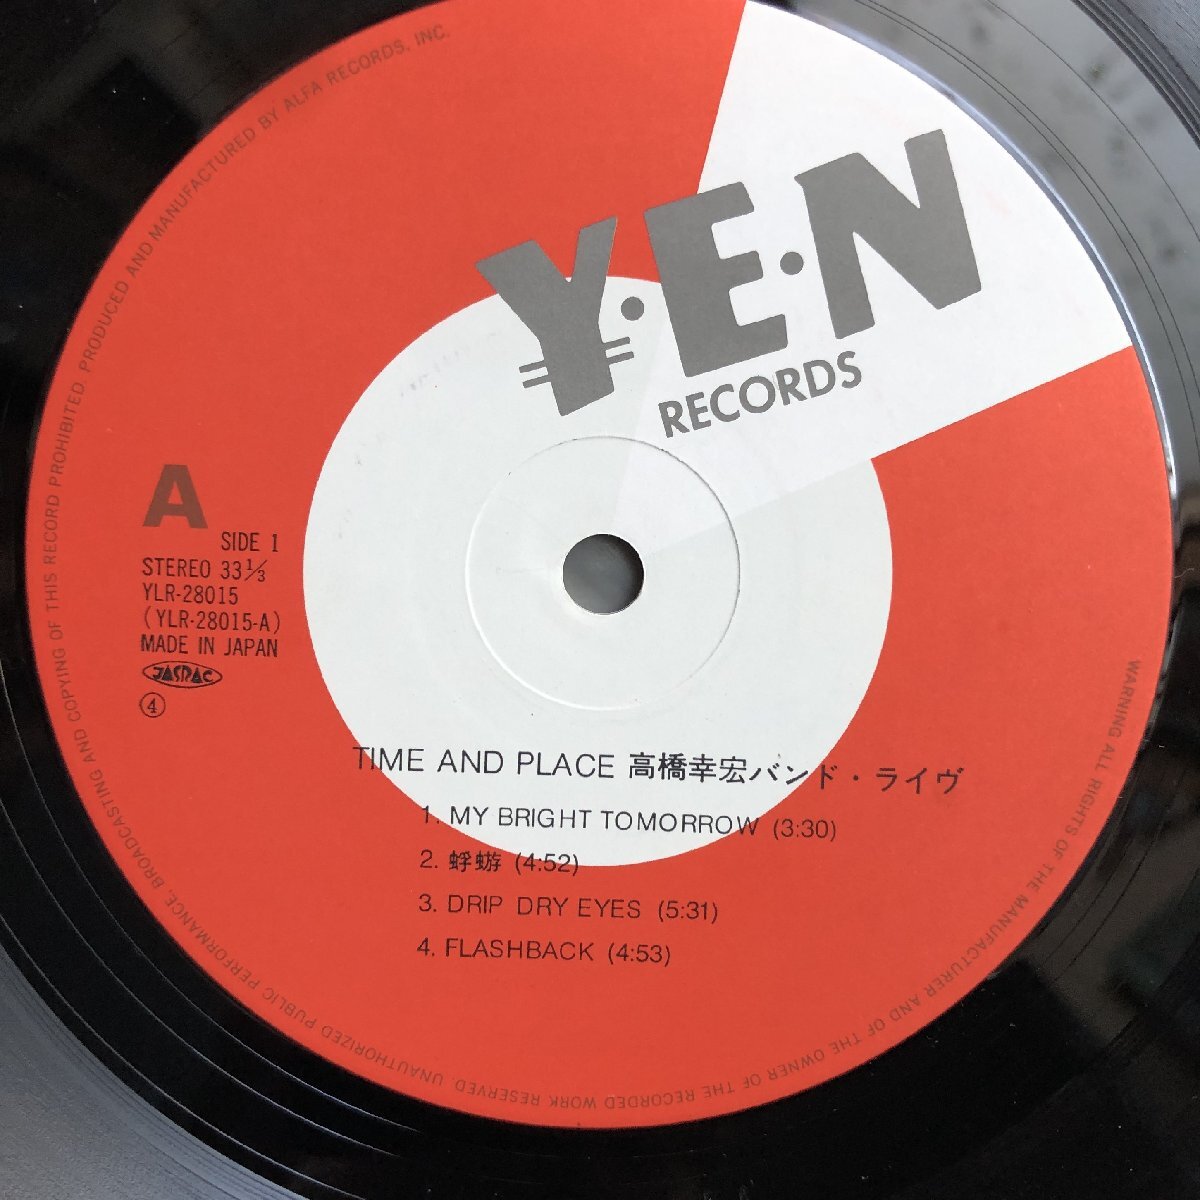 Y·E·N
RECORDS
A
SIDE 1
STEREO 33⅓
YLR-28015
(YLR-28015-A)
MADE IN JAPAN
JASRAC
④
TIME AND PLACE 高橋幸宏バンド・ライヴ
1. MY BRIGHT TOMORROW (3:30)
2. 蜉蝣 (4:52)
3. DRIP DRY EYES (5:31)
4. FLASHBACK (4:53)
WARNING ALL RIGHTS OF THE MANUFACTURER AND OF THE OWNER OF THE RECORDED WORK RESERVED UNAUTHORIZED PUBLIC PERFORMANCE, BROADCASTING AND COPYING OF THIS RECORD PROHIBITED. PRODUCED AND MANUFACTURED BY ALFA RECORDS, INC.